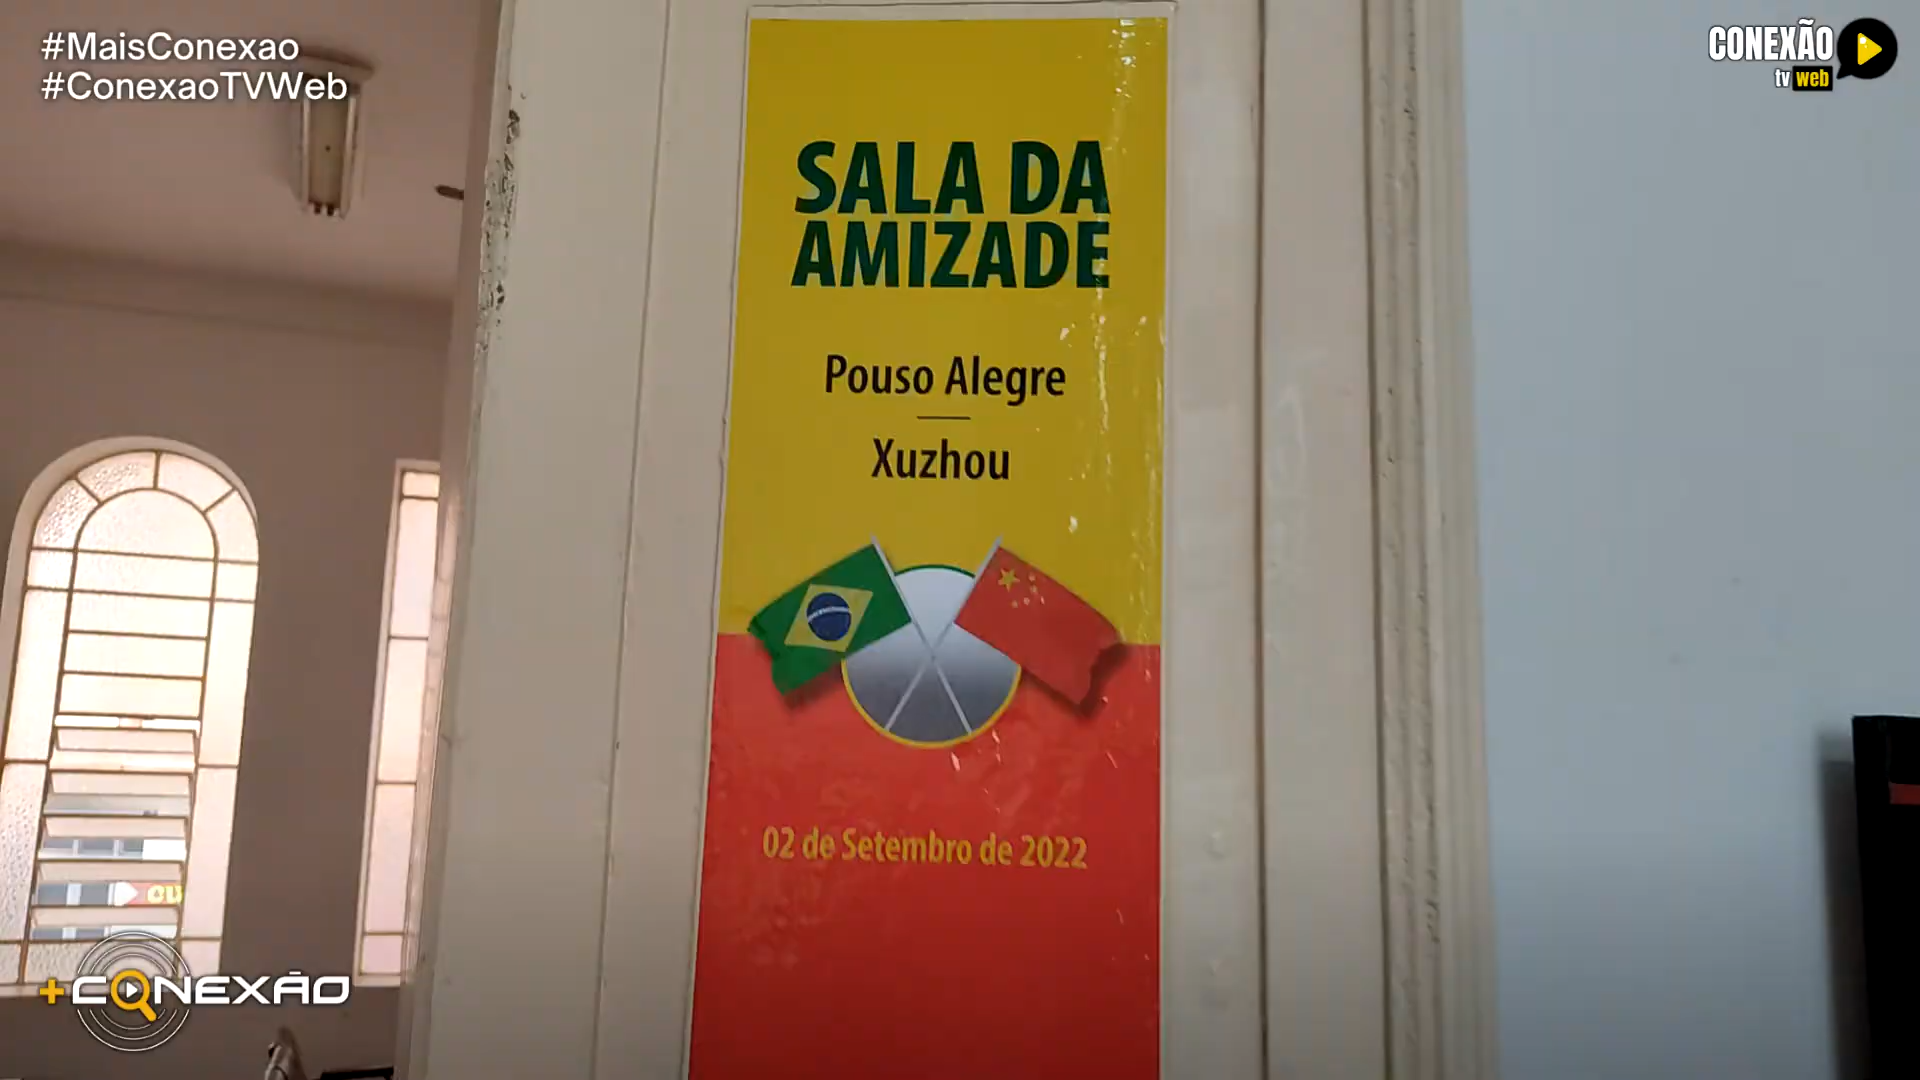 #MaisConexao
#ConexaoTVWeb
CONEXÃO
tv web
SALA DA
AMIZADE
Pouso Alegre
Xuzhou
02 de Setembro de 2022
+CONEXÃO